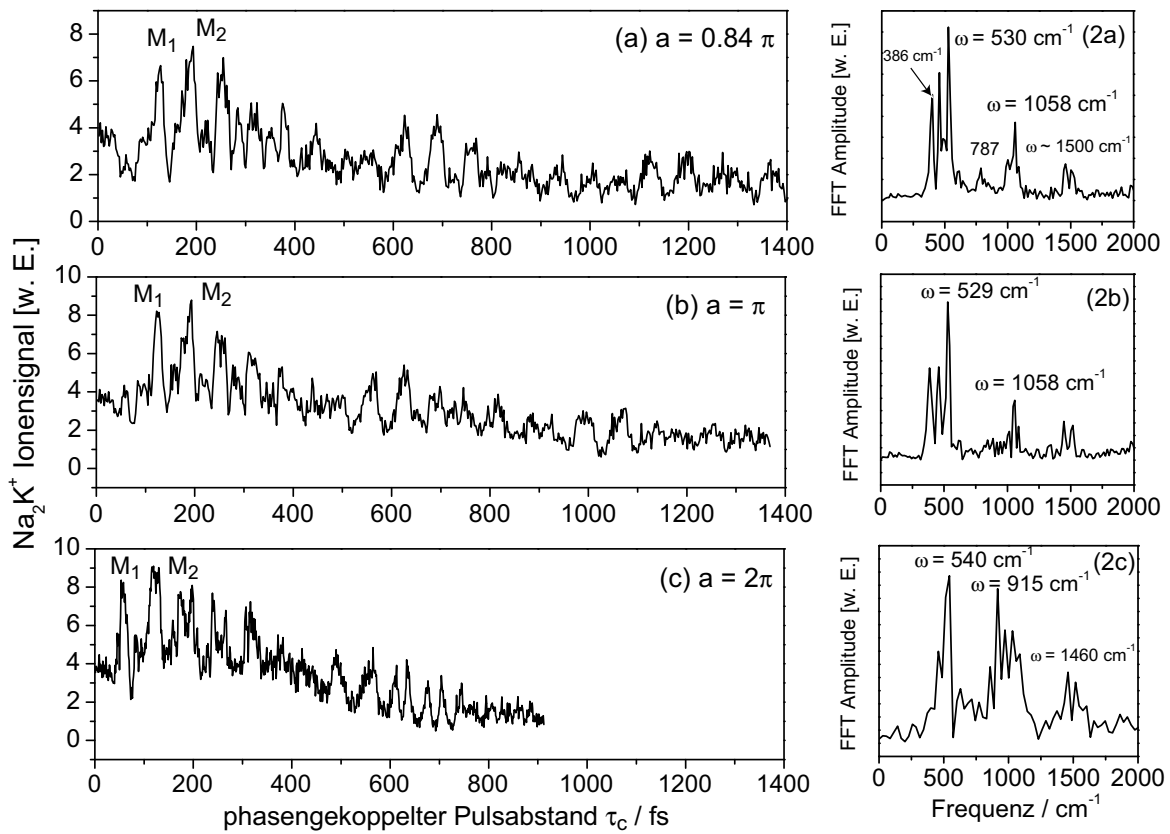 Na₂K⁺ Ionensignal [w. E.]
8
6
4
2
0
M₁
M₂
(a) a = 0.84 π
0 200 400 600 800 1000 1200 1400
FFT Amplitude [w. E.]
(2a)
ω = 530 cm⁻¹
386 cm⁻¹
ω = 1058 cm⁻¹
787
ω ~ 1500 cm⁻¹
0 500 1000 1500 2000
10
8
6
4
2
0
M₁
M₂
(b) a = π
0 200 400 600 800 1000 1200 1400
FFT Amplitude [w. E.]
(2b)
ω = 529 cm⁻¹
ω = 1058 cm⁻¹
0 500 1000 1500 2000
10
8
6
4
2
0
M₁
M₂
(c) a = 2π
0 200 400 600 800 1000 1200 1400
phasengekoppelter Pulsabstand τc / fs
FFT Amplitude [w. E.]
(2c)
ω = 540 cm⁻¹
ω = 915 cm⁻¹
ω = 1460 cm⁻¹
0 500 1000 1500 2000
Frequenz / cm⁻¹